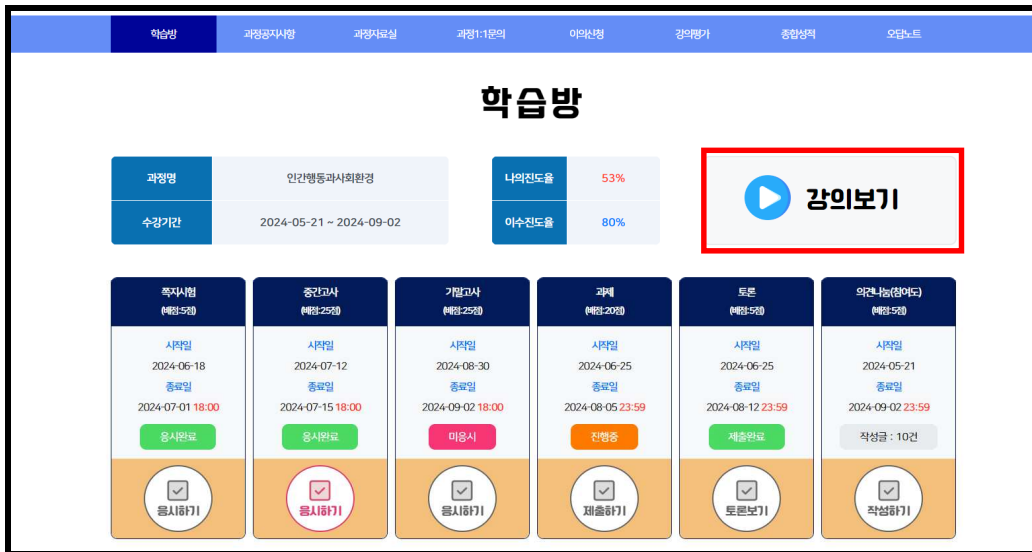 학습방 과정공지사항 과정자료실 과정1:1문의 이의신청 강의평가 종합성적 오답노트
학습방
과정명 인간행동과사회환경 나의진도율 53%
강의보기
수강기간 2024-05-21 ~ 2024-09-02 이수진도율 80%
쪽지시험 중간고사 기말고사 과제 토론 의견나눔(참여도)
(배점:5점) (배점:25점) (배점:25점) (배점:20점) (배점:5점) (배점:5점)
시작일 시작일 시작일 시작일 시작일 시작일
2024-06-18 2024-07-12 2024-08-30 2024-06-25 2024-06-25 2024-05-21
종료일 종료일 종료일 종료일 종료일 종료일
2024-07-01 18:00 2024-07-15 18:00 2024-09-02 18:00 2024-08-05 23:59 2024-08-12 23:59 2024-09-02 23:59
응시완료 응시완료 미응시 진행중 제출완료 작성글 : 10건
응시하기 응시하기 응시하기 제출하기 토론보기 작성하기